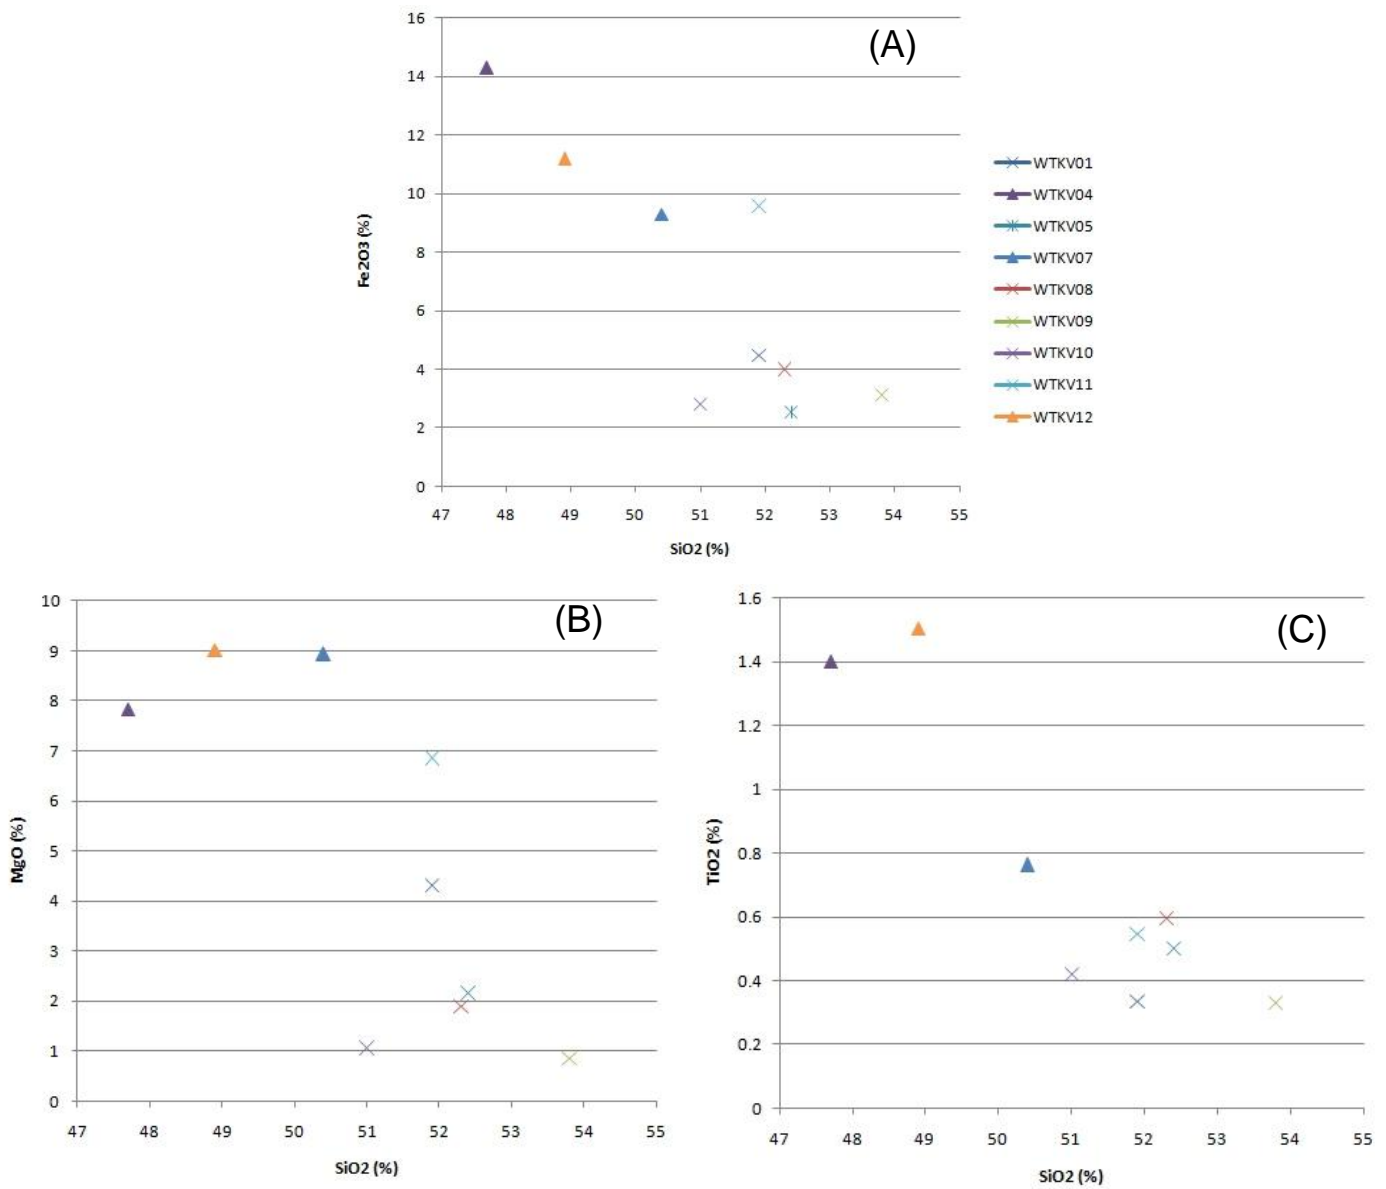 (A)
16
14
12
10
8
6
4
2
0
Fe2O3 (%)
47 48 49 50 51 52 53 54 55
SiO2 (%)
WTKV01
WTKV04
WTKV05
WTKV07
WTKV08
WTKV09
WTKV10
WTKV11
WTKV12
(B)
10
9
8
7
6
5
4
3
2
1
0
MgO (%)
47 48 49 50 51 52 53 54 55
SiO2 (%)
(C)
1.6
1.4
1.2
1
0.8
0.6
0.4
0.2
0
TiO2 (%)
47 48 49 50 51 52 53 54 55
SiO2 (%)